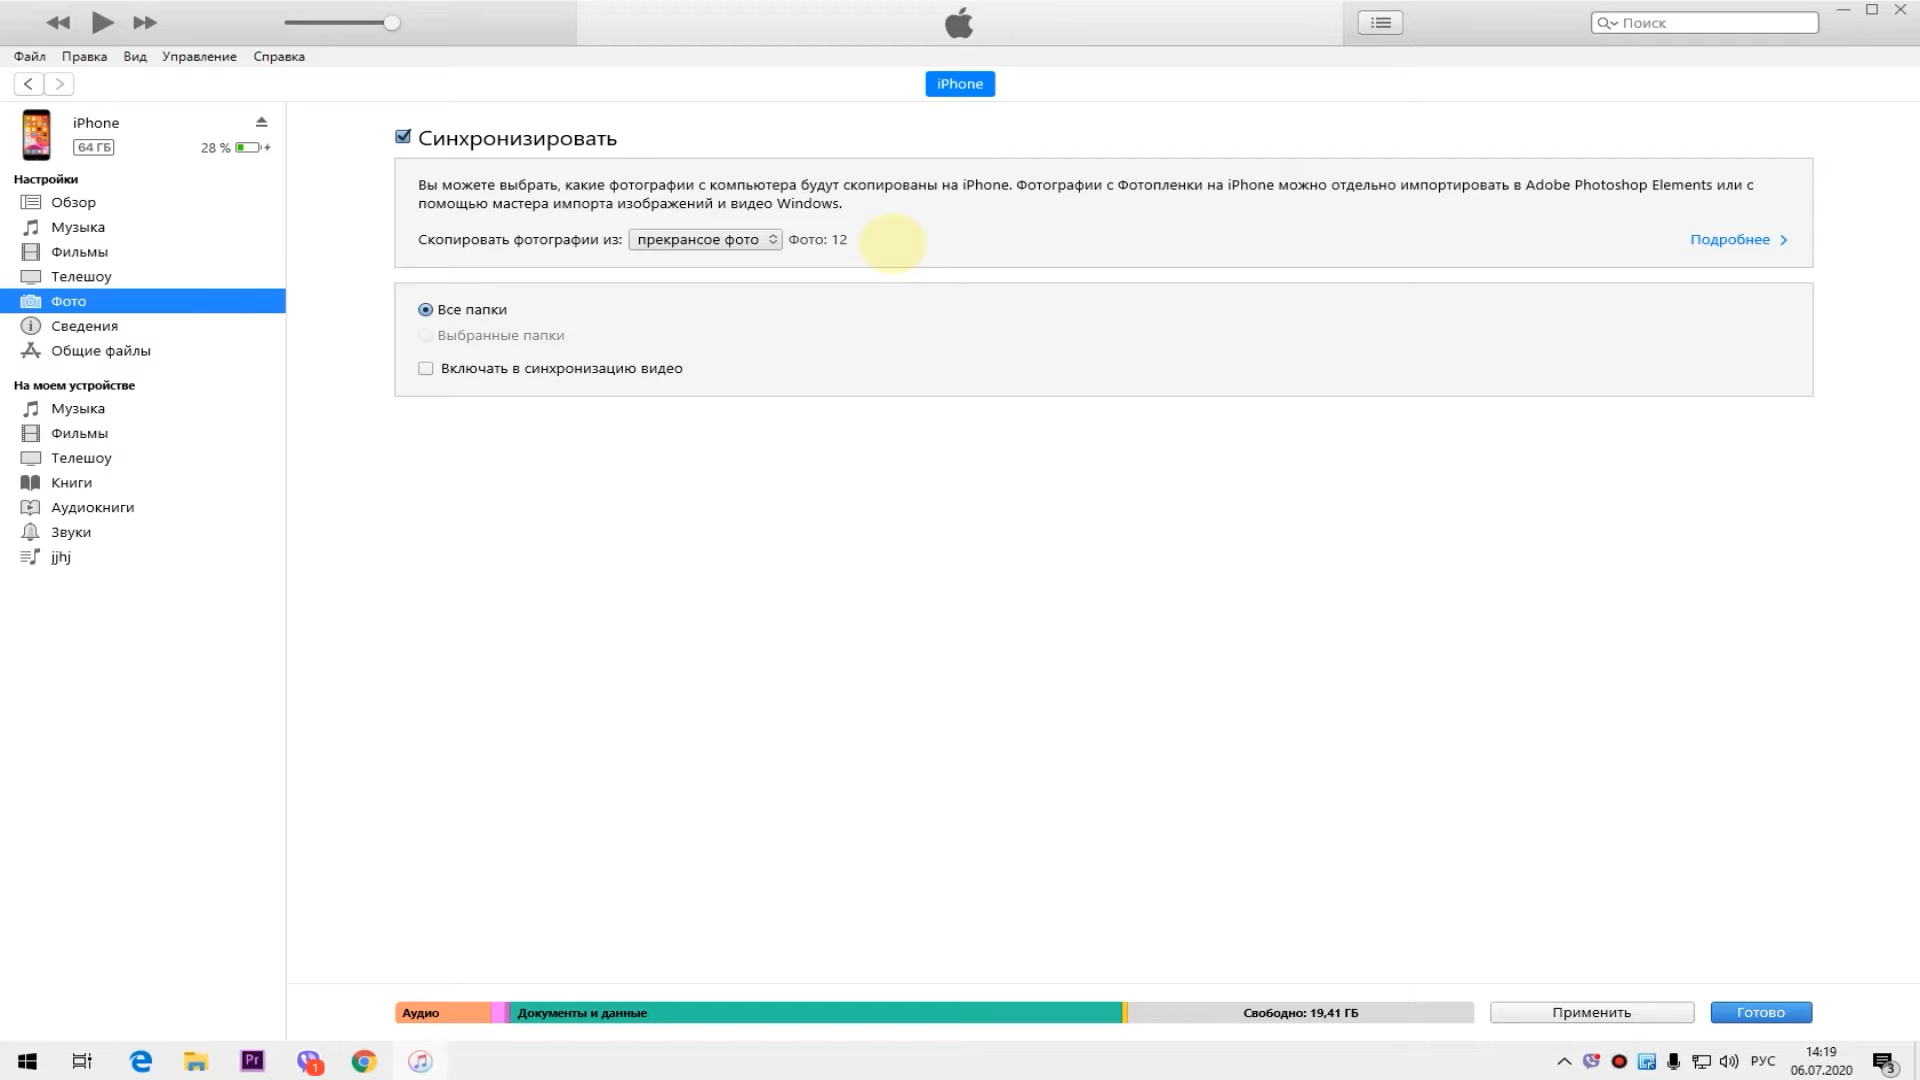 Поиск
Файл Правка Вид Управление Справка
iPhone
iPhone
64 ГБ 28 %
Настройки
Обзор
Музыка
Фильмы
Телешоу
Фото
Сведения
Общие файлы
На моем устройстве
Музыка
Фильмы
Телешоу
Книги
Аудиокниги
Звуки
jjhj
Синхронизировать
Вы можете выбрать, какие фотографии с компьютера будут скопированы на iPhone. Фотографии с Фотопленки на iPhone можно отдельно импортировать в Adobe Photoshop Elements или с
помощью мастера импорта изображений и видео Windows.
Скопировать фотографии из: прекрансое фото Фото: 12 Подробнее
Все папки
Выбранные папки
Включать в синхронизацию видео
Аудио Документы и данные Свободно: 19,41 ГБ Применить Готово
Pr 1 РУС 14:19
06.07.2020 3